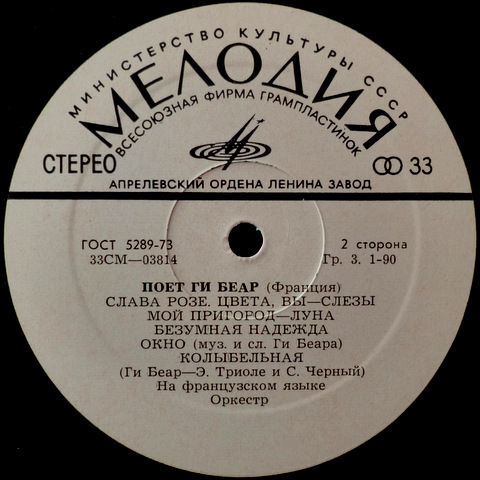 МИНИСТЕРСТВО КУЛЬТУРЫ СССР
МЕЛОДИЯ
ВСЕСОЮЗНАЯ ФИРМА ГРАМПЛАСТИНОК
СТЕРЕО 33
АПРЕЛЕВСКИЙ ОРДЕНА ЛЕНИНА ЗАВОД
ГОСТ 5289-73 2 сторона
33СМ—03814 Гр. 3. 1-90
ПОЕТ ГИ БЕАР (Франция)
СЛАВА РОЗЕ. ЦВЕТА, ВЫ—СЛЕЗЫ
МОЙ ПРИГОРОД—ЛУНА
БЕЗУМНАЯ НАДЕЖДА
ОКНО (муз. и сл. Ги Беара)
КОЛЫБЕЛЬНАЯ
(Ги Беар—Э. Триоле и С. Черный)
На французском языке
Оркестр